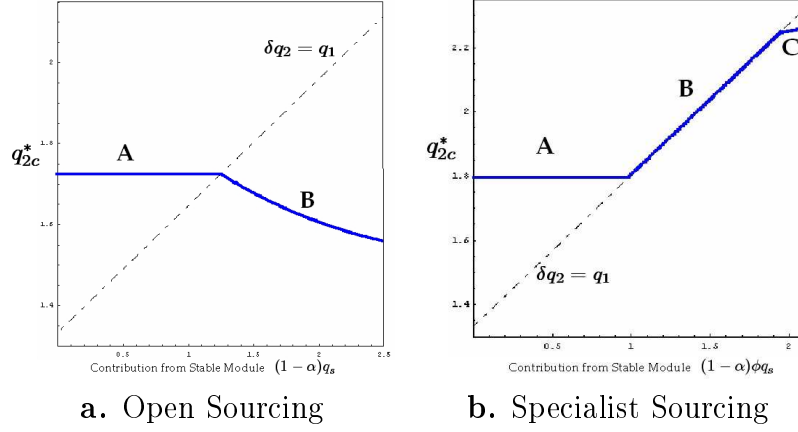 δq₂ = q₁
2
1.8
q*₂c
A
B
1.6
1.4
0.5
1
1.5
2
2.5
Contribution from Stable Module (1−α)qₛ
a. Open Sourcing
2.2
C
B
2
q*₂c
A
1.8
1.6
δq₂ = q₁
1.4
0.5
1
1.5
2
Contribution from Stable Module (1−α)ϕqₛ
b. Specialist Sourcing